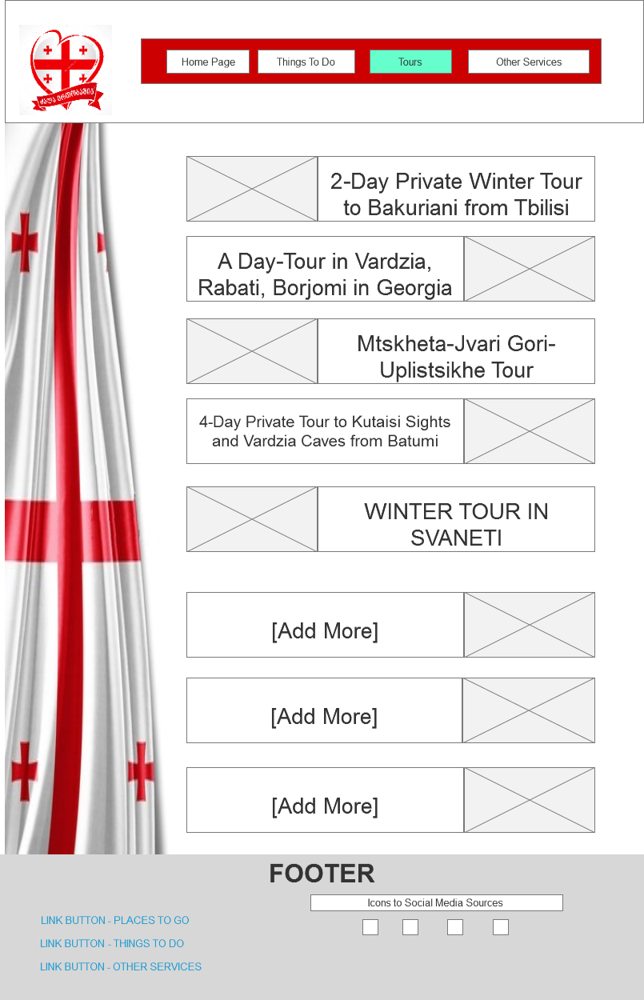 ძალა ერთობაშია
Home Page
Things To Do
Tours
Other Services
2-Day Private Winter Tour
to Bakuriani from Tbilisi
A Day-Tour in Vardzia,
Rabati, Borjomi in Georgia
Mtskheta-Jvari Gori-
Uplistsikhe Tour
4-Day Private Tour to Kutaisi Sights
and Vardzia Caves from Batumi
WINTER TOUR IN
SVANETI
[Add More]
[Add More]
[Add More]
FOOTER
Icons to Social Media Sources
LINK BUTTON - PLACES TO GO
LINK BUTTON - THINGS TO DO
LINK BUTTON - OTHER SERVICES